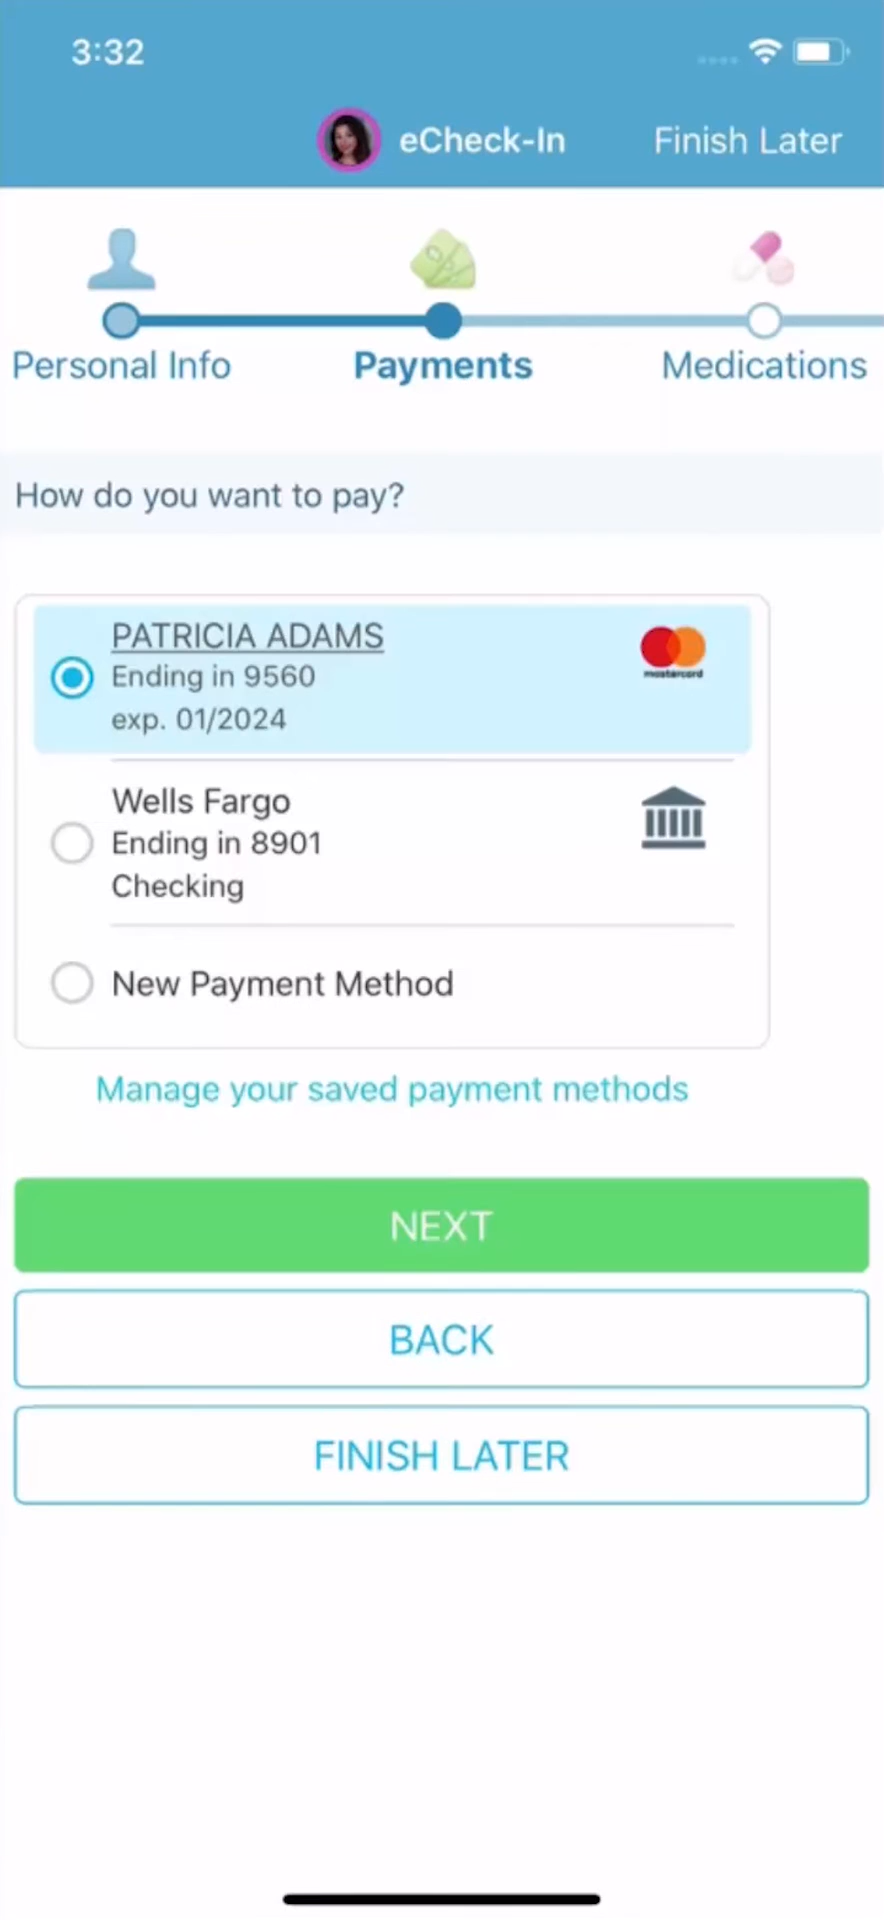 3:32
eCheck-In
Finish Later
Personal Info
Payments
Medications
How do you want to pay?
PATRICIA ADAMS
Ending in 9560
exp. 01/2024
mastercard
Wells Fargo
Ending in 8901
Checking
New Payment Method
Manage your saved payment methods
NEXT
BACK
FINISH LATER